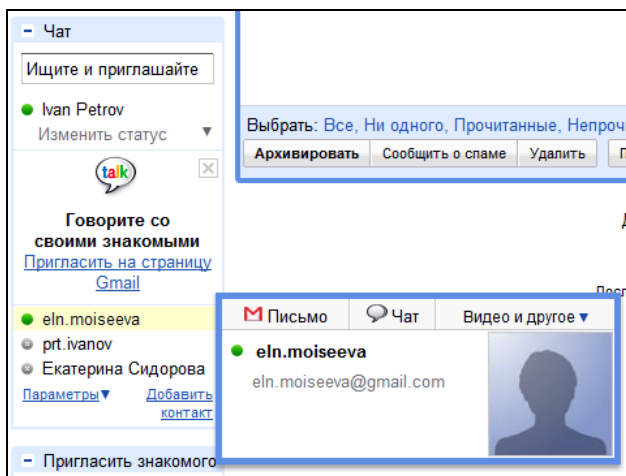 Чат
Ищите и приглашайте
Ivan Petrov
Изменить статус
talk
Говорите со
своими знакомыми
Пригласить на страницу
Gmail
eln.moiseeva
prt.ivanov
Екатерина Сидорова
Параметры▼ Добавить
контакт
Пригласить знакомого
Выбрать: Все, Ни одного, Прочитанные, Непроч
Архивировать Сообщить о спаме Удалить П
Письмо Чат Видео и другое ▼
eln.moiseeva
eln.moiseeva@gmail.com